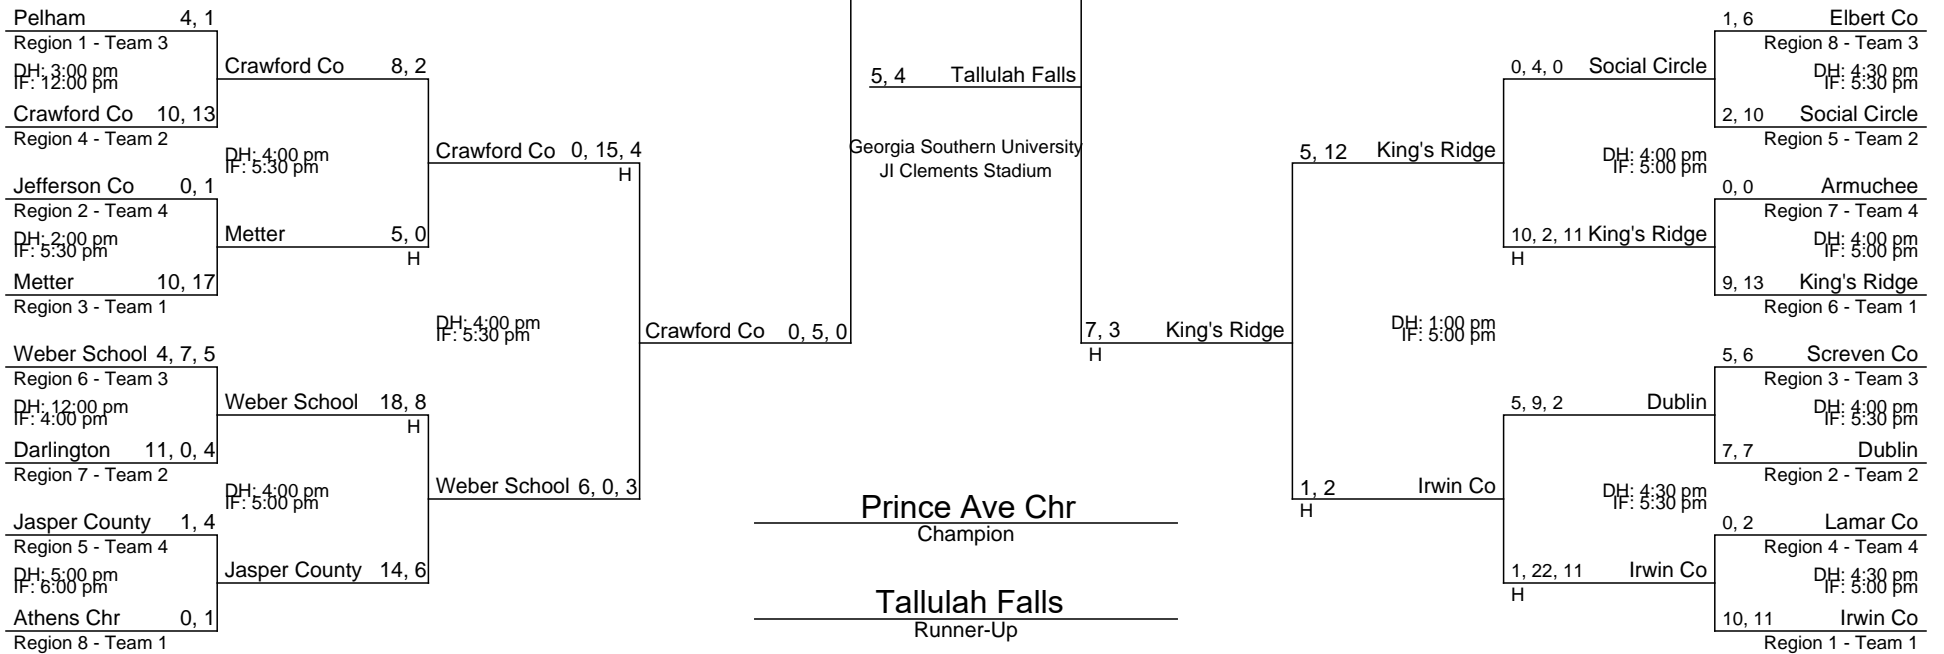 Pelham 4, 1
Region 1 - Team 3
DH: 3:00 pm
IF: 12:00 pm
Crawford Co 10, 13
Region 4 - Team 2
Jefferson Co 0, 1
Region 2 - Team 4
DH: 2:00 pm
IF: 5:30 pm
Metter 10, 17
Region 3 - Team 1
Weber School 4, 7, 5
Region 6 - Team 3
DH: 12:00 pm
IF: 4:00 pm
Darlington 11, 0, 4
Region 7 - Team 2
Jasper County 1, 4
Region 5 - Team 4
DH: 5:00 pm
IF: 6:00 pm
Athens Chr 0, 1
Region 8 - Team 1
Crawford Co 8, 2
DH: 4:00 pm
IF: 5:30 pm
Metter 5, 0
H
Weber School 18, 8
H
DH: 4:00 pm
IF: 5:00 pm
Jasper County 14, 6
Crawford Co 0, 15, 4
H
DH: 4:00 pm
IF: 5:30 pm
Weber School 6, 0, 3
Crawford Co 0, 5, 0
5, 4 Tallulah Falls
Georgia Southern University
JI Clements Stadium
Prince Ave Chr
Champion
Tallulah Falls
Runner-Up
7, 3 King's Ridge
H
5, 12 King's Ridge
DH: 1:00 pm
IF: 5:00 pm
1, 2 Irwin Co
H
0, 4, 0 Social Circle
DH: 4:00 pm
IF: 5:00 pm
10, 2, 11 King's Ridge
H
5, 9, 2 Dublin
DH: 4:30 pm
IF: 5:30 pm
1, 22, 11 Irwin Co
H
1, 6 Elbert Co
Region 8 - Team 3
DH: 4:30 pm
IF: 5:30 pm
2, 10 Social Circle
Region 5 - Team 2
0, 0 Armuchee
Region 7 - Team 4
DH: 4:00 pm
IF: 5:00 pm
9, 13 King's Ridge
Region 6 - Team 1
5, 6 Screven Co
Region 3 - Team 3
DH: 4:00 pm
IF: 5:30 pm
7, 7 Dublin
Region 2 - Team 2
0, 2 Lamar Co
Region 4 - Team 4
DH: 4:30 pm
IF: 5:00 pm
10, 11 Irwin Co
Region 1 - Team 1